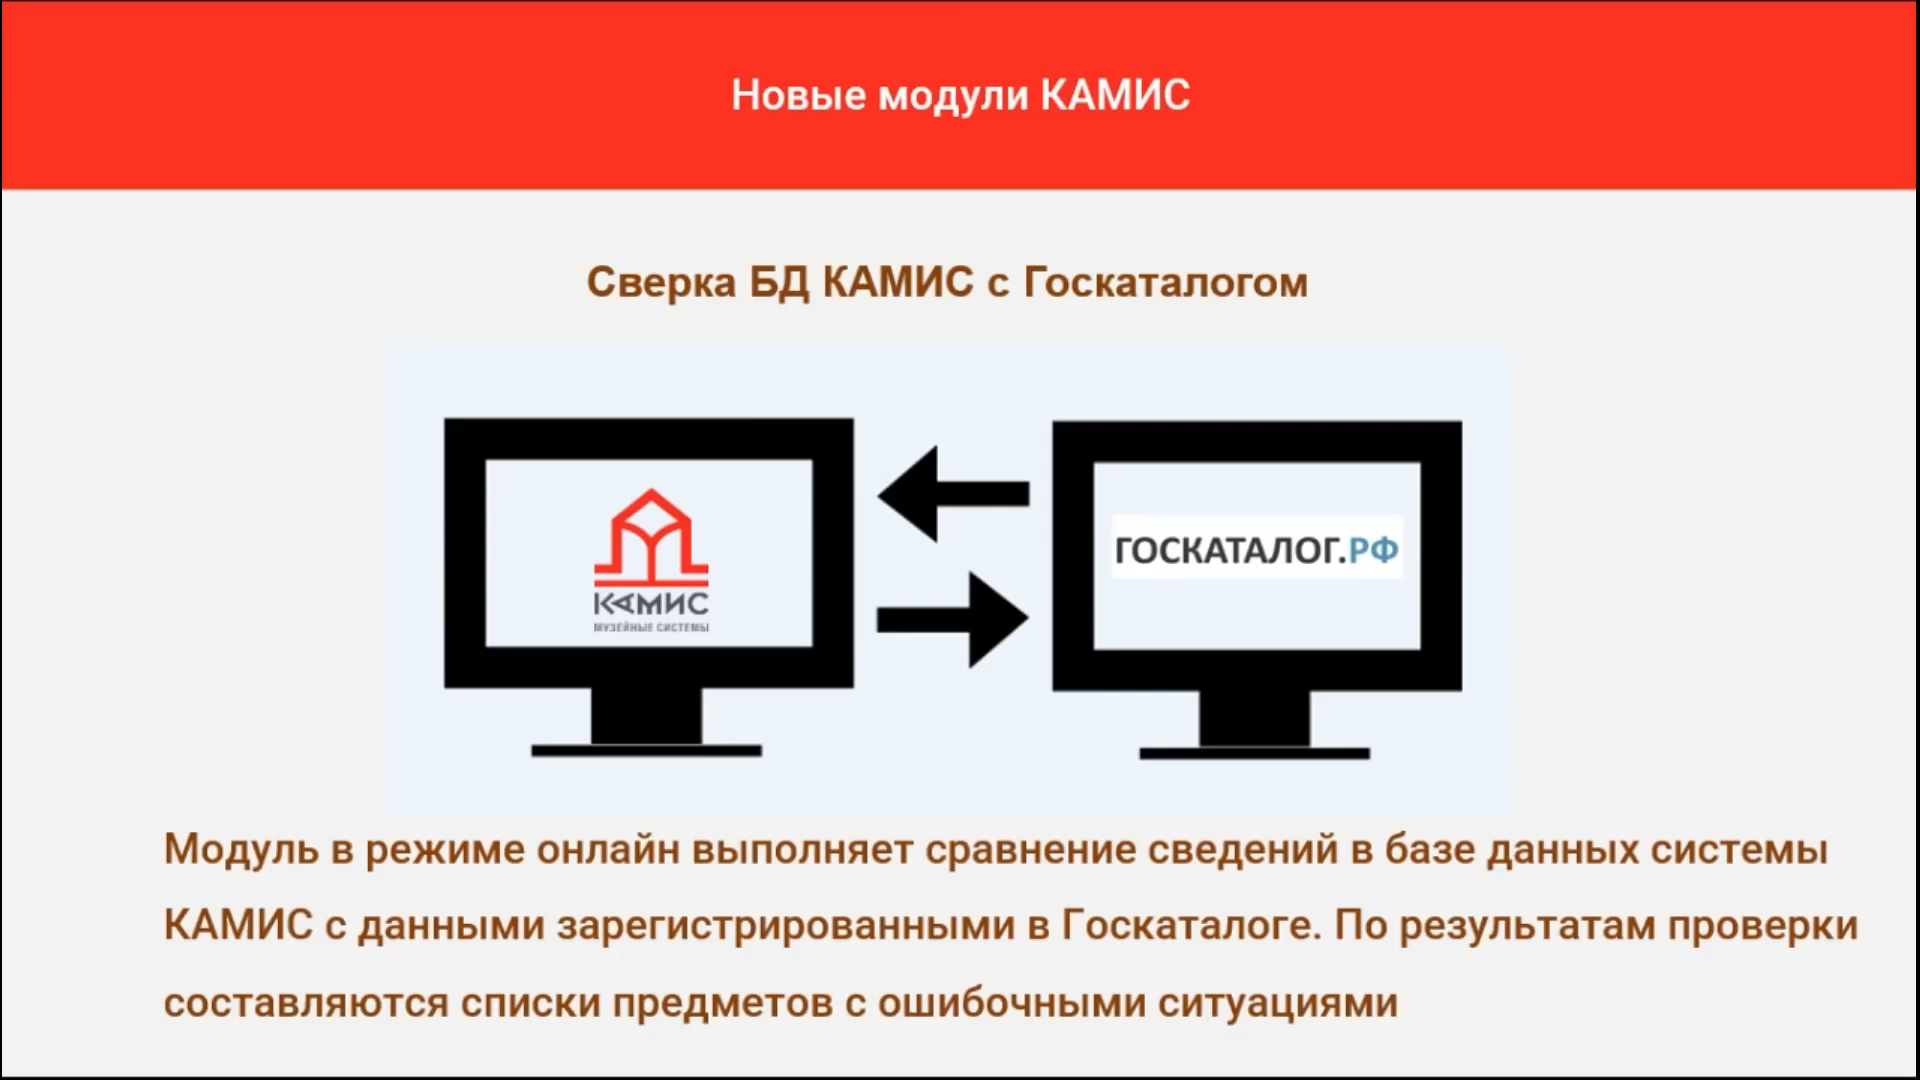 Новые модули КАМИС
Сверка БД КАМИС с Госкаталогом
КАМИС
МУЗЕЙНЫЕ СИСТЕМЫ
ГОСКАТАЛОГ.РФ
Модуль в режиме онлайн выполняет сравнение сведений в базе данных системы
КАМИС с данными зарегистрированными в Госкаталоге. По результатам проверки
составляются списки предметов с ошибочными ситуациями